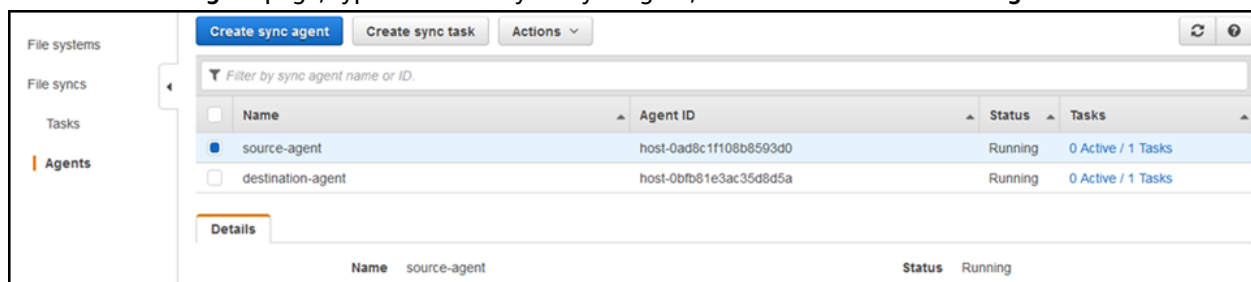 File systems
File syncs
Tasks
Agents
Create sync agent Create sync task Actions
Filter by sync agent name or ID.
Name Agent ID Status Tasks
source-agent host-0ad8c1f108b8593d0 Running 0 Active / 1 Tasks
destination-agent host-0bfb81e3ac35d8d5a Running 0 Active / 1 Tasks
Details
Name source-agent Status Running